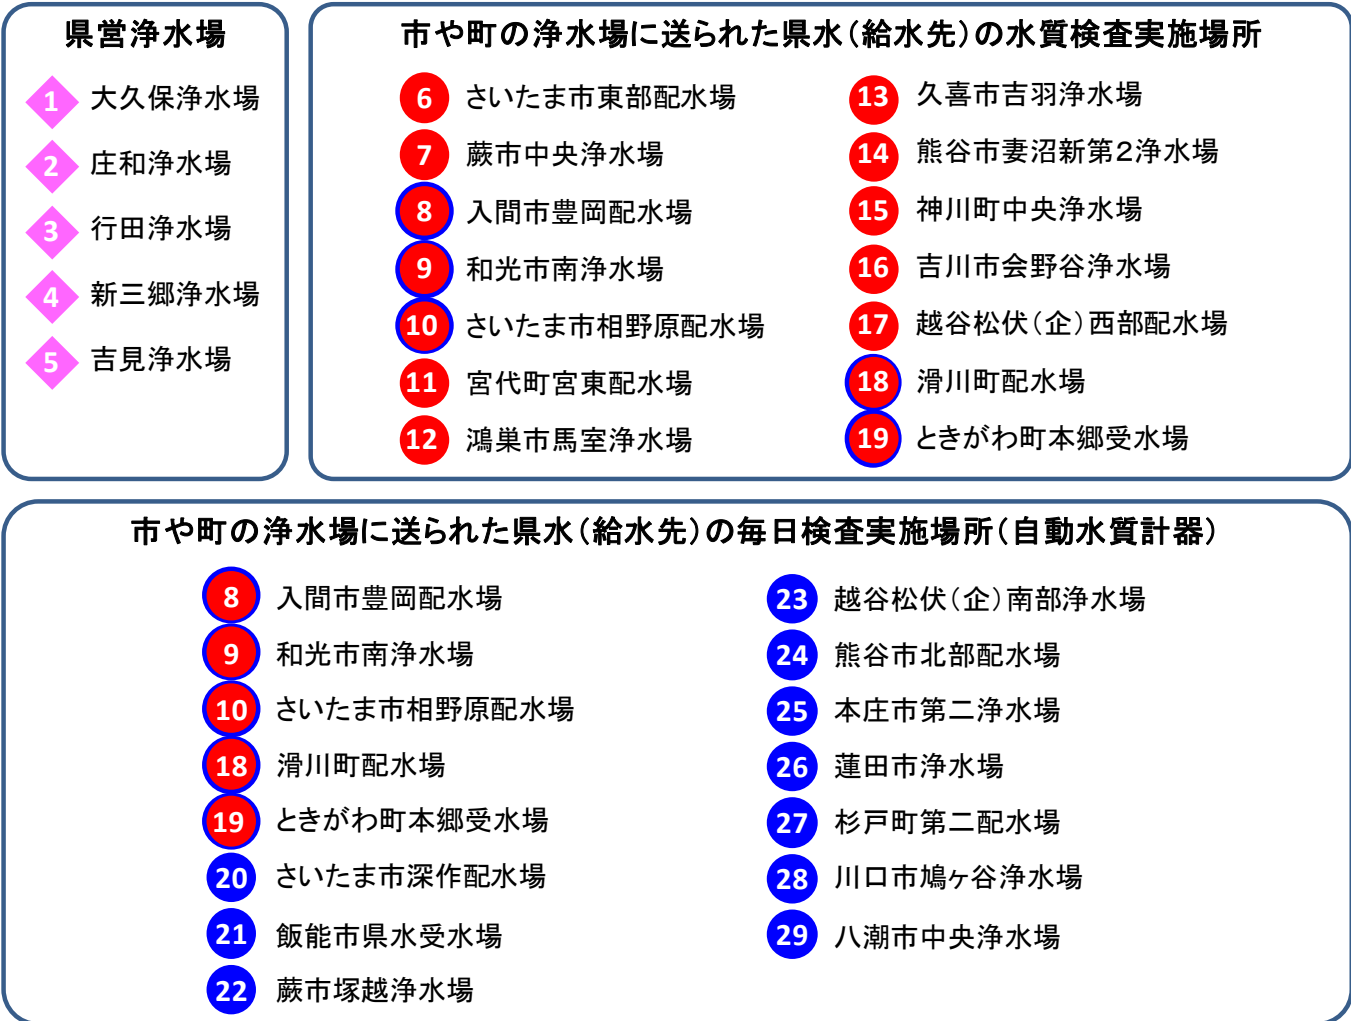 県営浄水場
1 大久保浄水場
2 庄和浄水場
3 行田浄水場
4 新三郷浄水場
5 吉見浄水場
市や町の浄水場に送られた県水(給水先)の水質検査実施場所
6 さいたま市東部配水場
7 蕨市中央浄水場
8 入間市豊岡配水場
9 和光市南浄水場
10 さいたま市相野原配水場
11 宮代町宮東配水場
12 鴻巣市馬室浄水場
13 久喜市吉羽浄水場
14 熊谷市妻沼新第2浄水場
15 神川町中央浄水場
16 吉川市会野谷浄水場
17 越谷松伏(企)西部配水場
18 滑川町配水場
19 ときがわ町本郷受水場
市や町の浄水場に送られた県水(給水先)の毎日検査実施場所(自動水質計器)
8 入間市豊岡配水場
9 和光市南浄水場
10 さいたま市相野原配水場
18 滑川町配水場
19 ときがわ町本郷受水場
20 さいたま市深作配水場
21 飯能市県水受水場
22 蕨市塚越浄水場
23 越谷松伏(企)南部浄水場
24 熊谷市北部配水場
25 本庄市第二浄水場
26 蓮田市浄水場
27 杉戸町第二配水場
28 川口市鳩ヶ谷浄水場
29 八潮市中央浄水場